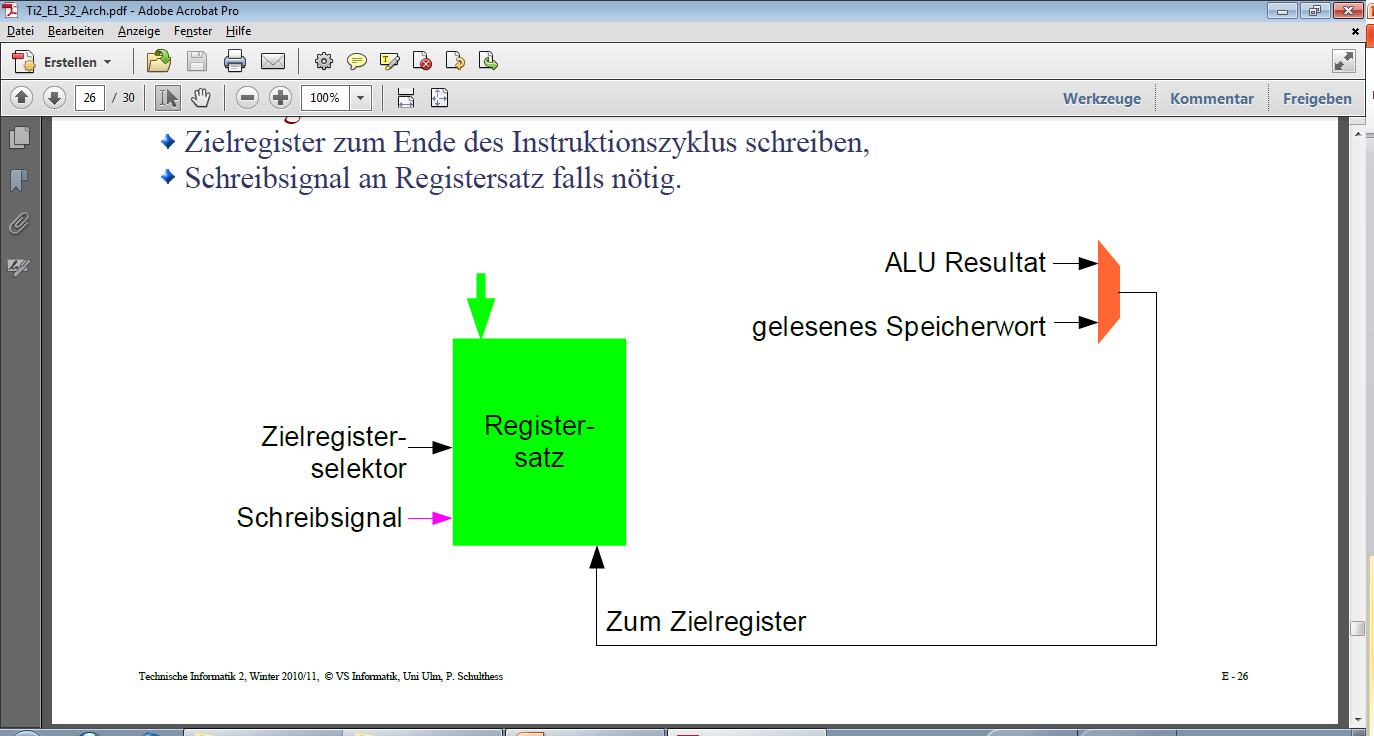 Ti2_E1_32_Arch.pdf - Adobe Acrobat Pro
Datei Bearbeiten Anzeige Fenster Hilfe
Erstellen
26 / 30 100% Werkzeuge Kommentar Freigeben
Zielregister zum Ende des Instruktionszyklus schreiben,
Schreibsignal an Registersatz falls nötig.
ALU Resultat
gelesenes Speicherwort
Register-
satz
Zielregister-
selektor
Schreibsignal
Zum Zielregister
Technische Informatik 2, Winter 2010/11, © VS Informatik, Uni Ulm, P. Schulthess E - 26